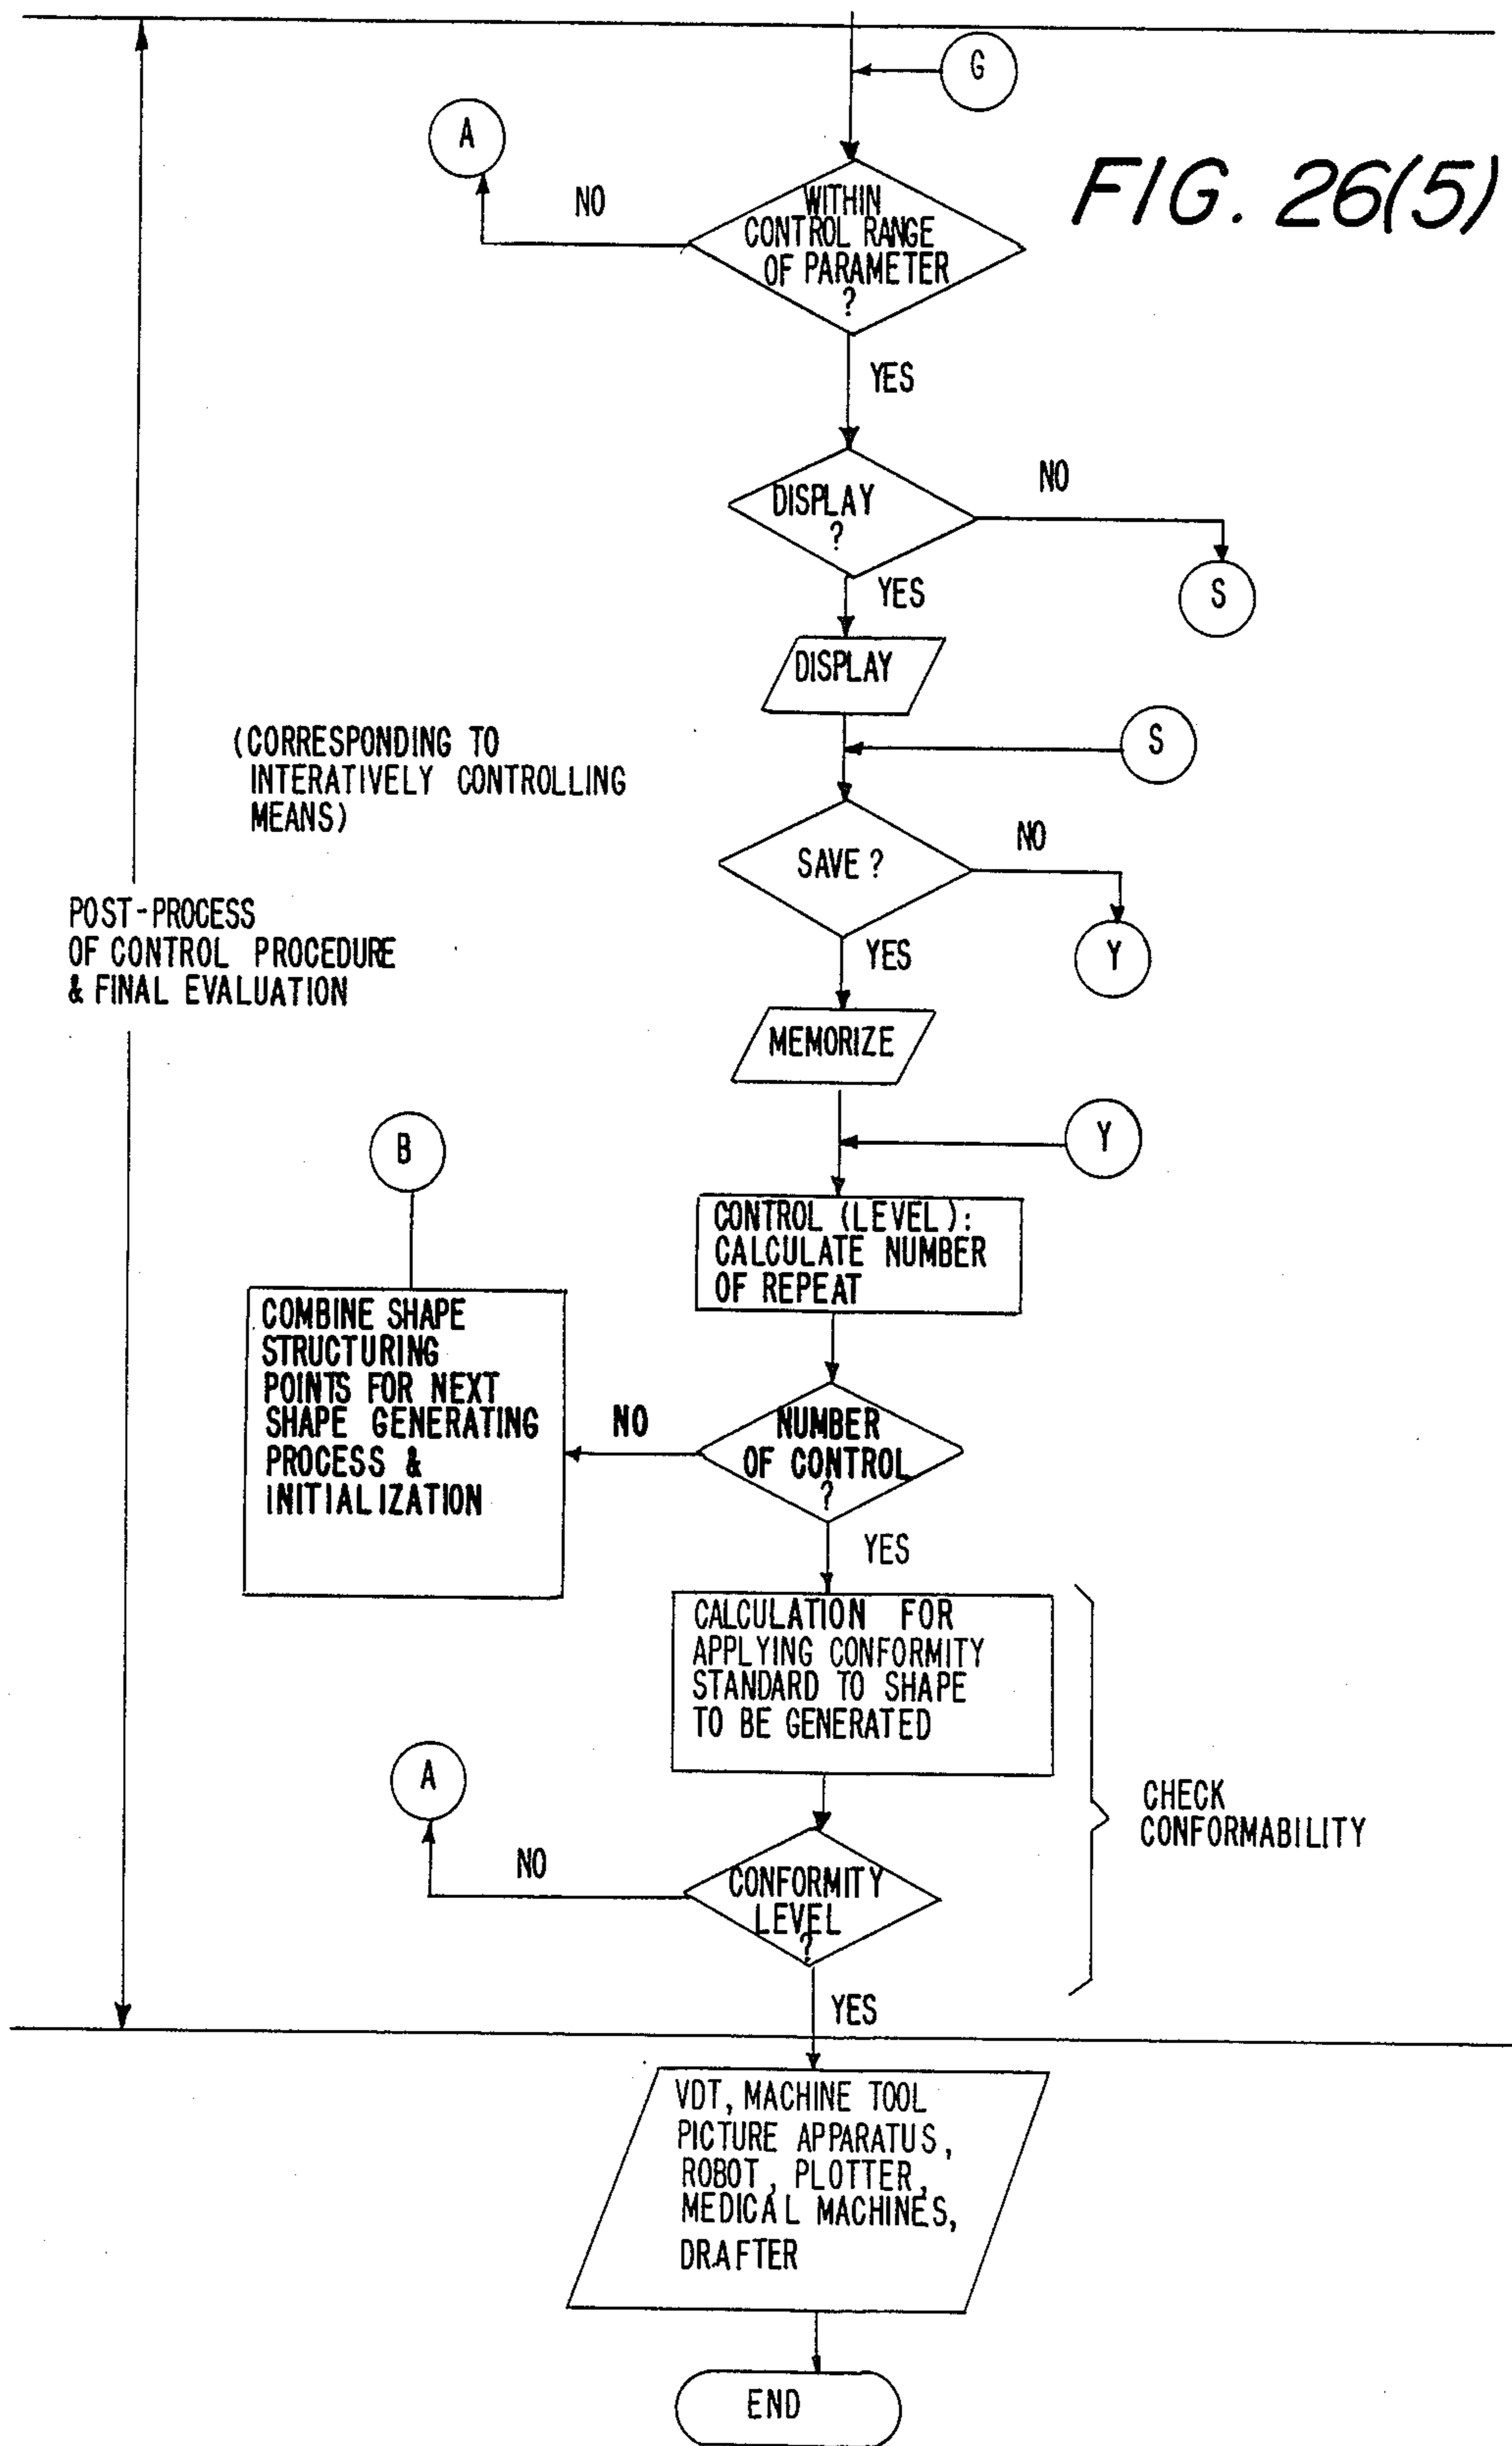 G
A
FIG. 26(5)
NO
WITHIN
CONTROL RANGE
OF PARAMETER
?
YES
DISPLAY
?
NO
S
YES
DISPLAY
S
(CORRESPONDING TO
INTERATIVELY CONTROLLING
MEANS)
SAVE ?
NO
Y
POST-PROCESS
OF CONTROL PROCEDURE
& FINAL EVALUATION
YES
MEMORIZE
Y
B
CONTROL (LEVEL):
CALCULATE NUMBER
OF REPEAT
COMBINE SHAPE
STRUCTURING
POINTS FOR NEXT
SHAPE GENERATING
PROCESS &
INITIALIZATION
NO
NUMBER
OF CONTROL
?
YES
CALCULATION FOR
APPLYING CONFORMITY
STANDARD TO SHAPE
TO BE GENERATED
A
CHECK
CONFORMABILITY
NO
CONFORMITY
LEVEL
?
YES
VDT, MACHINE TOOL
PICTURE APPARATUS,
ROBOT, PLOTTER,
MEDICAL MACHINES,
DRAFTER
END